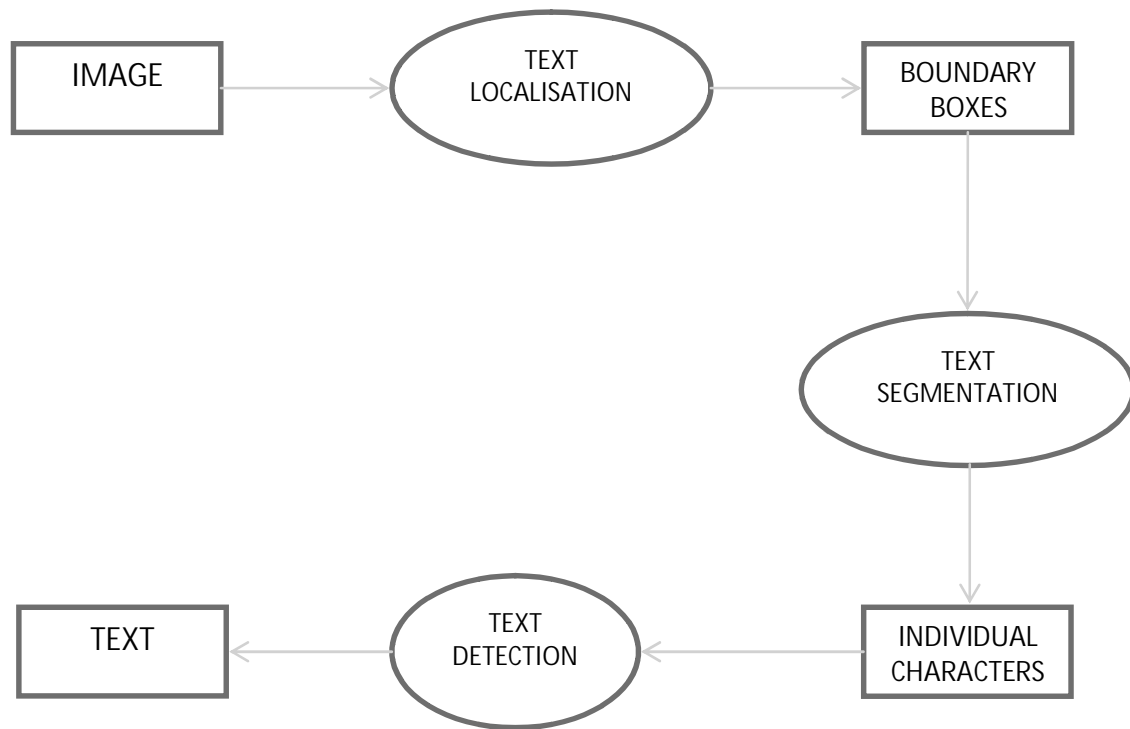 IMAGE
TEXT
LOCALISATION
BOUNDARY
BOXES
TEXT
SEGMENTATION
INDIVIDUAL
CHARACTERS
TEXT
DETECTION
TEXT